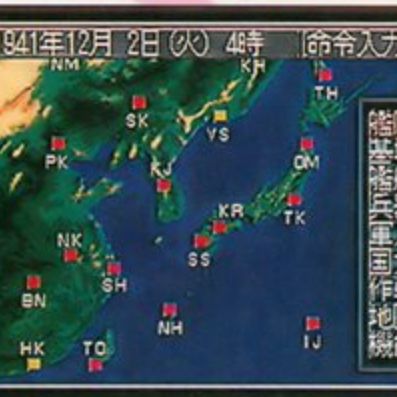 1941年12月 2日(火) 4時 命令入力
NM
KH
TH
SK
VS
PK
OM
KJ
KR
TK
NK
SS
SH
BN
NH
IJ
HK
TO
艦
基
艦
兵
軍
国
作
地
機